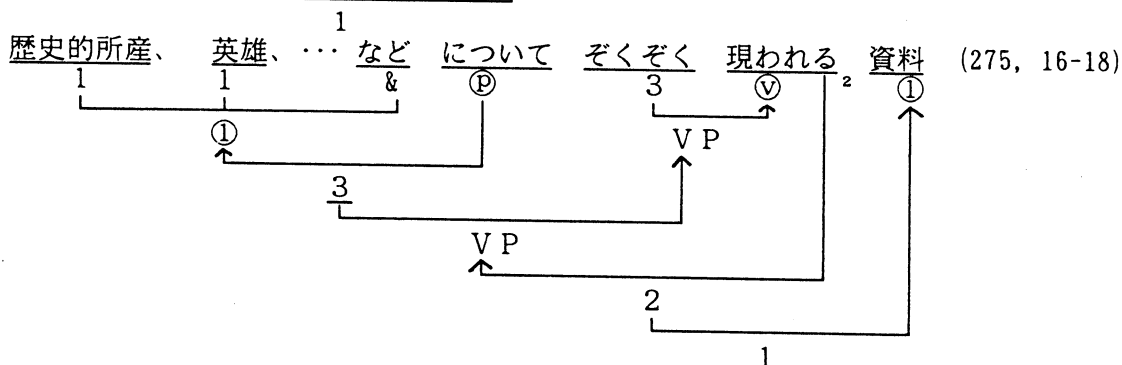 1
歴史的所産、 英雄、… など について ぞくぞく 現われる 資料 (275, 16-18)
1 1 & ⓟ 3 ⓥ 2 ①
① VP
3
VP
2
1